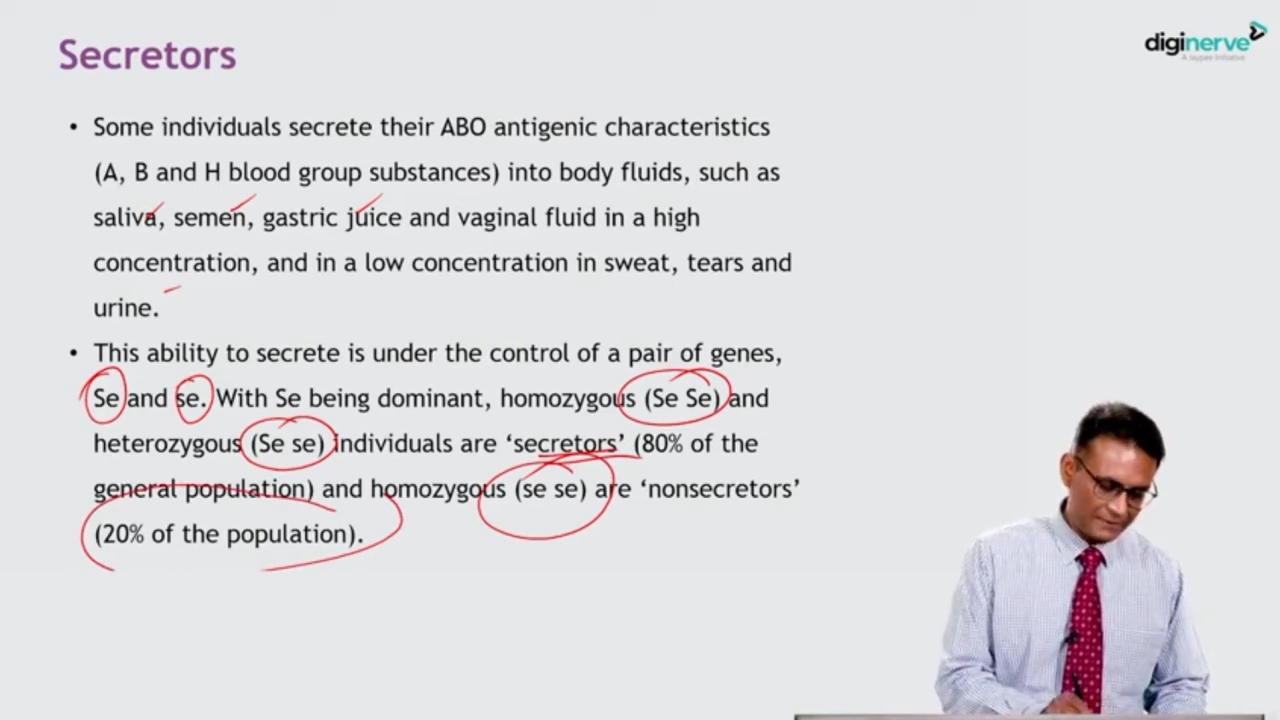 Secretors
diginerve
A Jaypee Initiative
• Some individuals secrete their ABO antigenic characteristics
(A, B and H blood group substances) into body fluids, such as
saliva, semen, gastric juice and vaginal fluid in a high
concentration, and in a low concentration in sweat, tears and
urine.
• This ability to secrete is under the control of a pair of genes,
Se and se. With Se being dominant, homozygous (Se Se) and
heterozygous (Se se) individuals are ‘secretors’ (80% of the
general population) and homozygous (se se) are ‘nonsecretors’
(20% of the population).